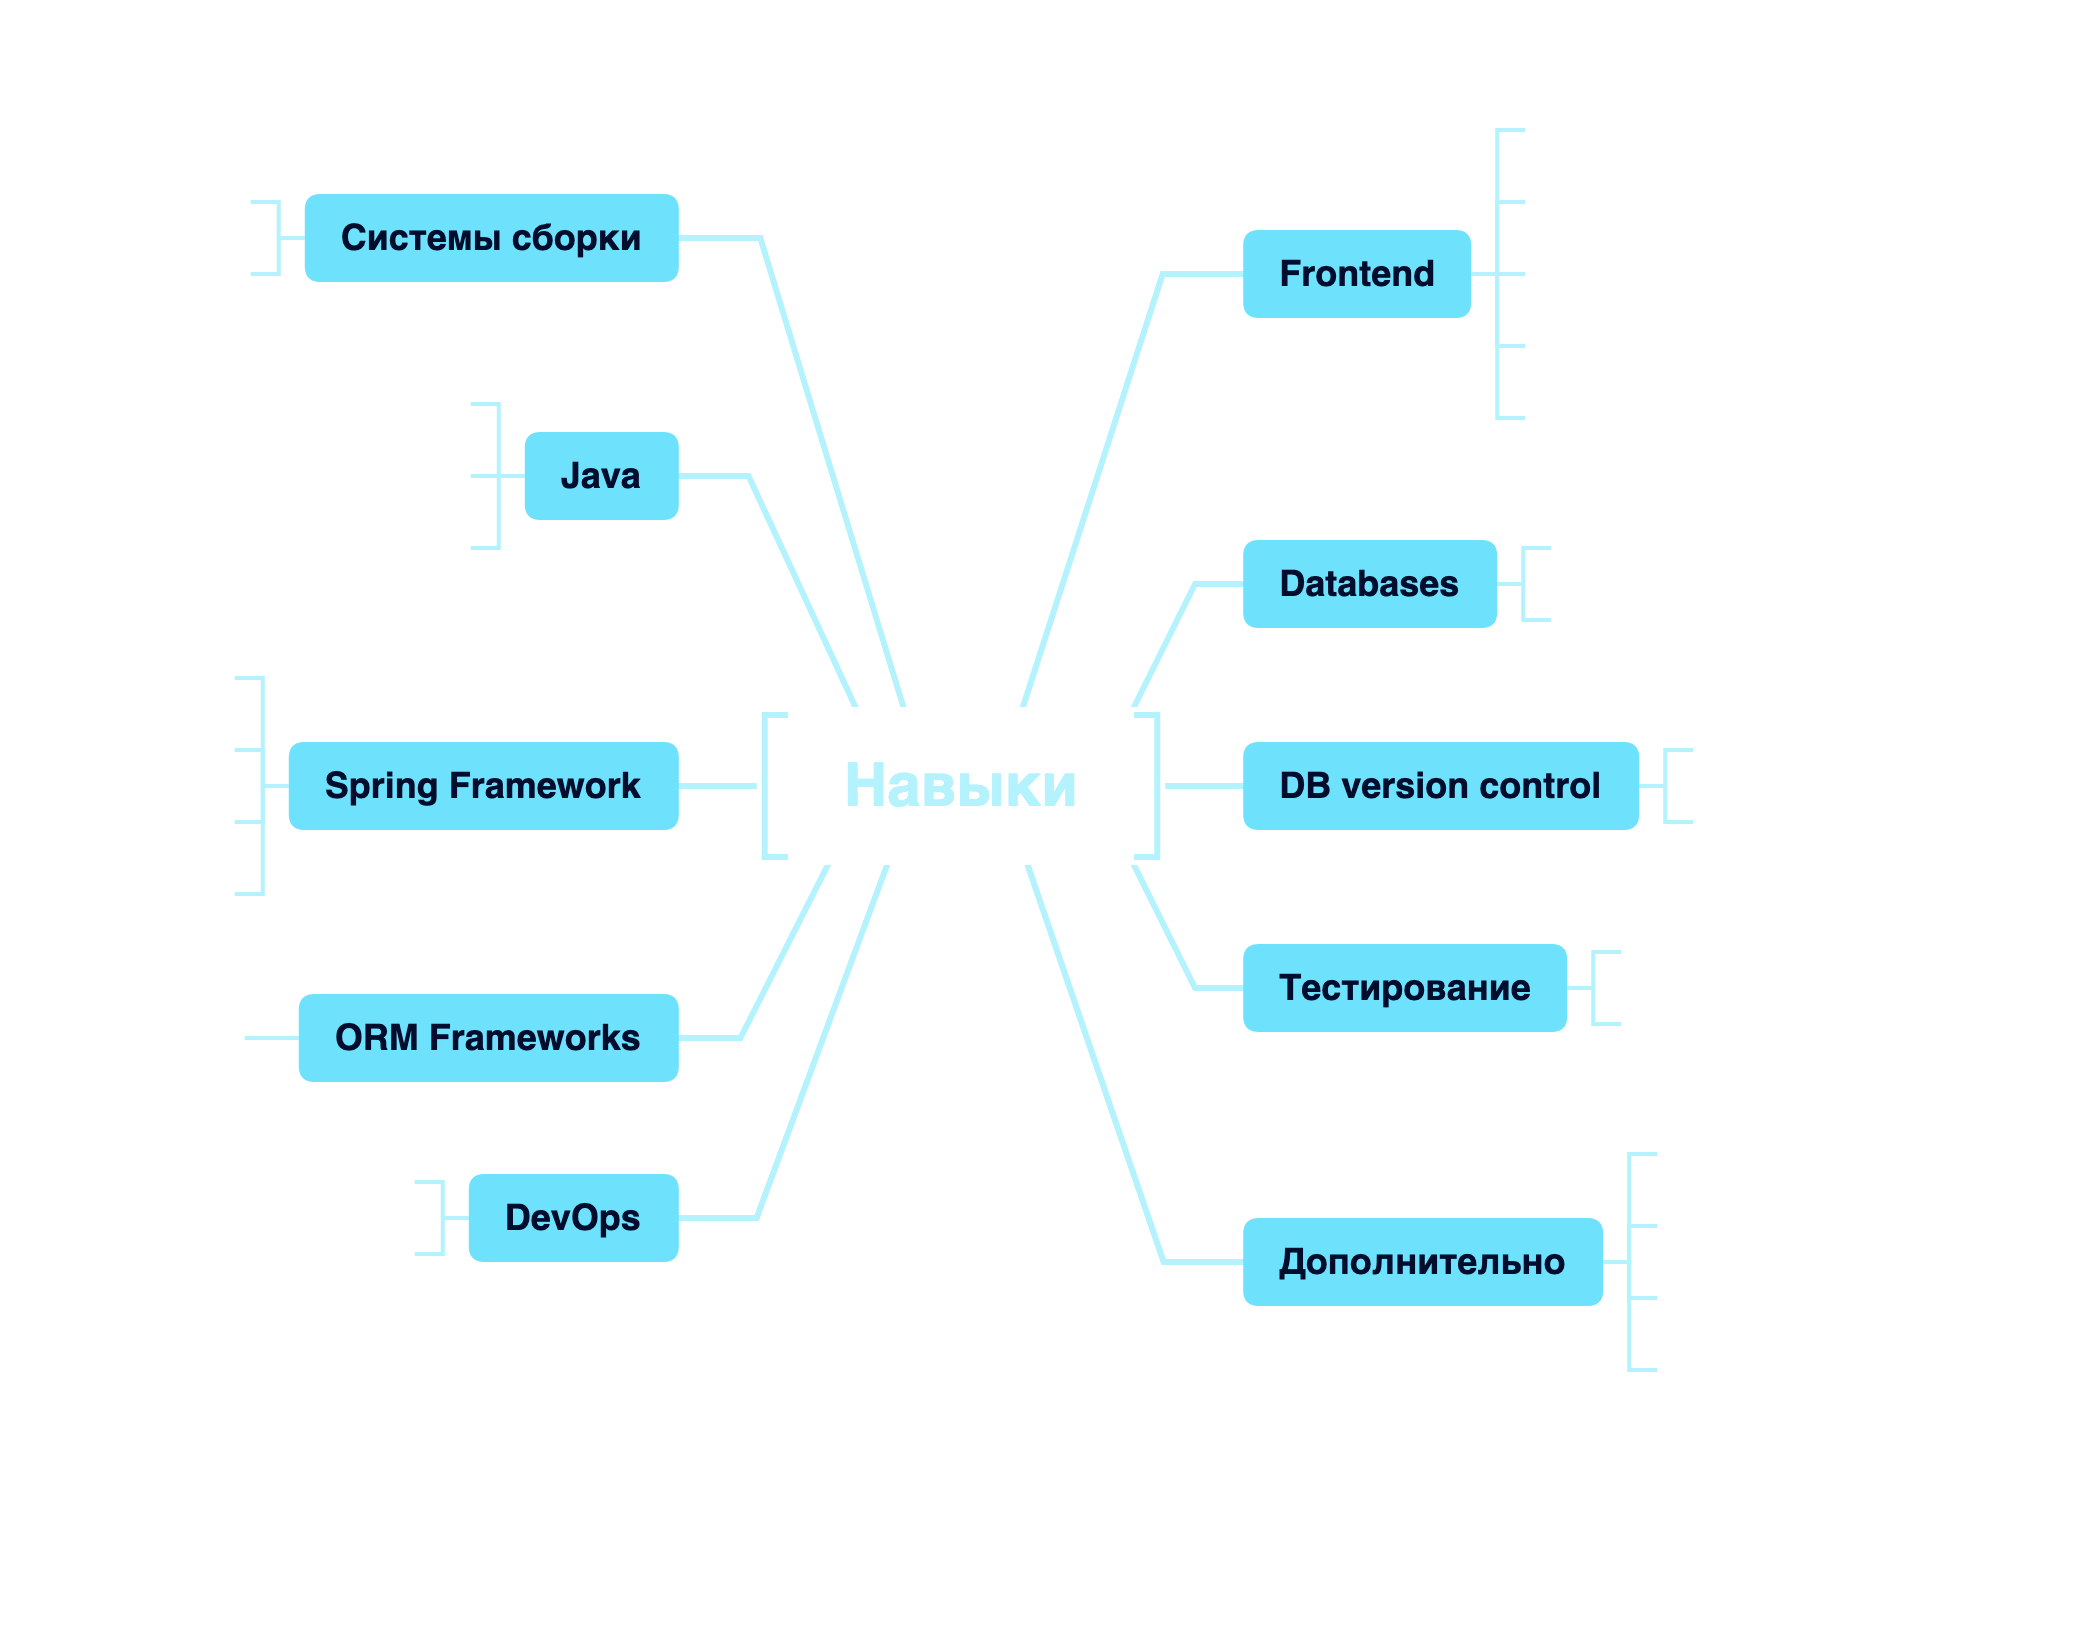 Системы сборки
Java
Spring Framework
ORM Frameworks
DevOps
Навыки
Frontend
Databases
DB version control
Тестирование
Дополнительно